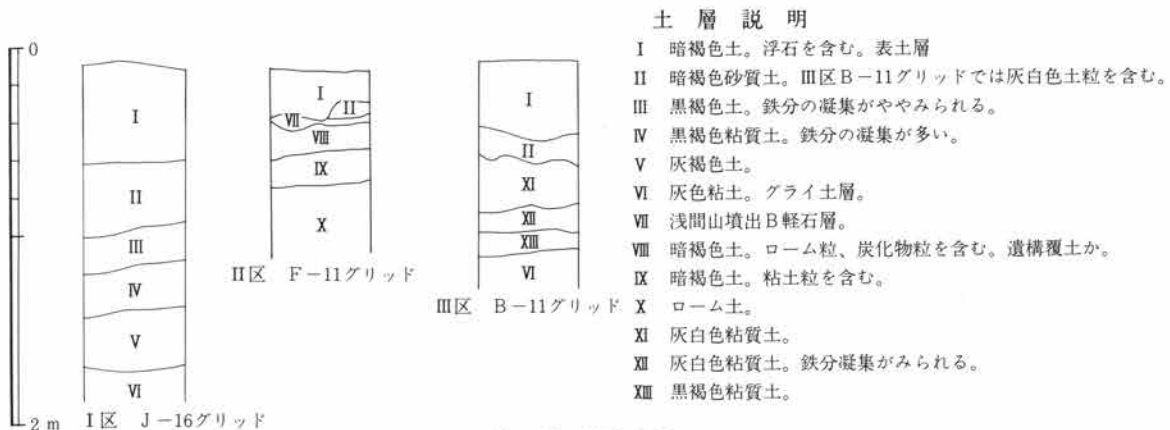 土層説明
I 暗褐色土。浮石を含む。表土層
II 暗褐色砂質土。III区B-11グリッドでは灰白色土粒を含む。
III 黒褐色土。鉄分の凝集がややみられる。
IV 黒褐色粘質土。鉄分の凝集が多い。
V 灰褐色土。
VI 灰色粘土。グライ土層。
VII 浅間山墳出B軽石層。
VIII 暗褐色土。ローム粒、炭化物粒を含む。遺構覆土か。
IX 暗褐色土。粘土粒を含む。
X ローム土。
XI 灰白色粘質土。
XII 灰白色粘質土。鉄分凝集がみられる。
XIII 黒褐色粘質土。
0
2m
I
II
III
IV
V
VI
I区 J-16グリッド
I
II
VII
VIII
IX
X
II区 F-11グリッド
I
II
XI
XII
XIII
VI
III区 B-11グリッド